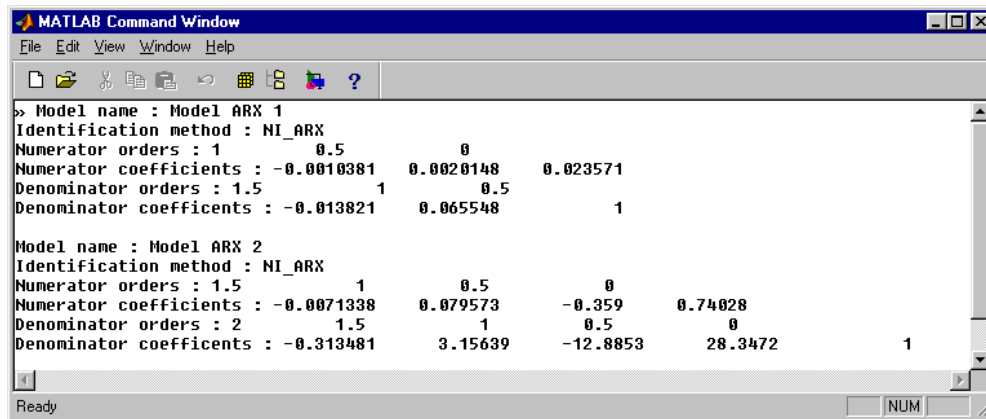 MATLAB Command Window
File Edit View Window Help
?
» Model name : Model ARX 1
Identification method : NI_ARX
Numerator orders : 1 0.5 0
Numerator coefficients : -0.0010381 0.0020148 0.023571
Denominator orders : 1.5 1 0.5
Denominator coefficents : -0.013821 0.065548 1
Model name : Model ARX 2
Identification method : NI_ARX
Numerator orders : 1.5 1 0.5 0
Numerator coefficients : -0.0071338 0.079573 -0.359 0.74028
Denominator orders : 2 1.5 1 0.5 0
Denominator coefficents : -0.313481 3.15639 -12.8853 28.3472 1
Ready NUM